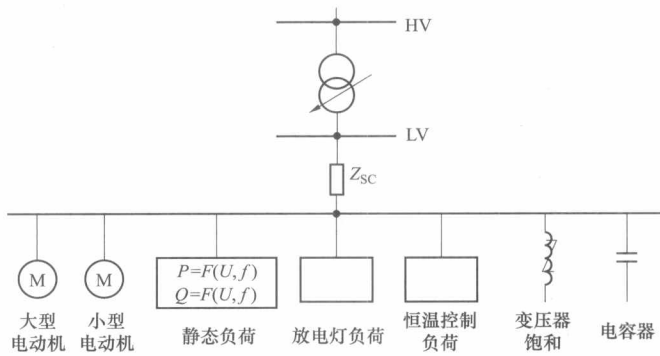 HV
LV
Z_SC
M
M
P=F(U,f)
Q=F(U,f)
大型
电动机
小型
电动机
静态负荷
放电灯负荷
恒温控制
负荷
变压器
饱和
电容器